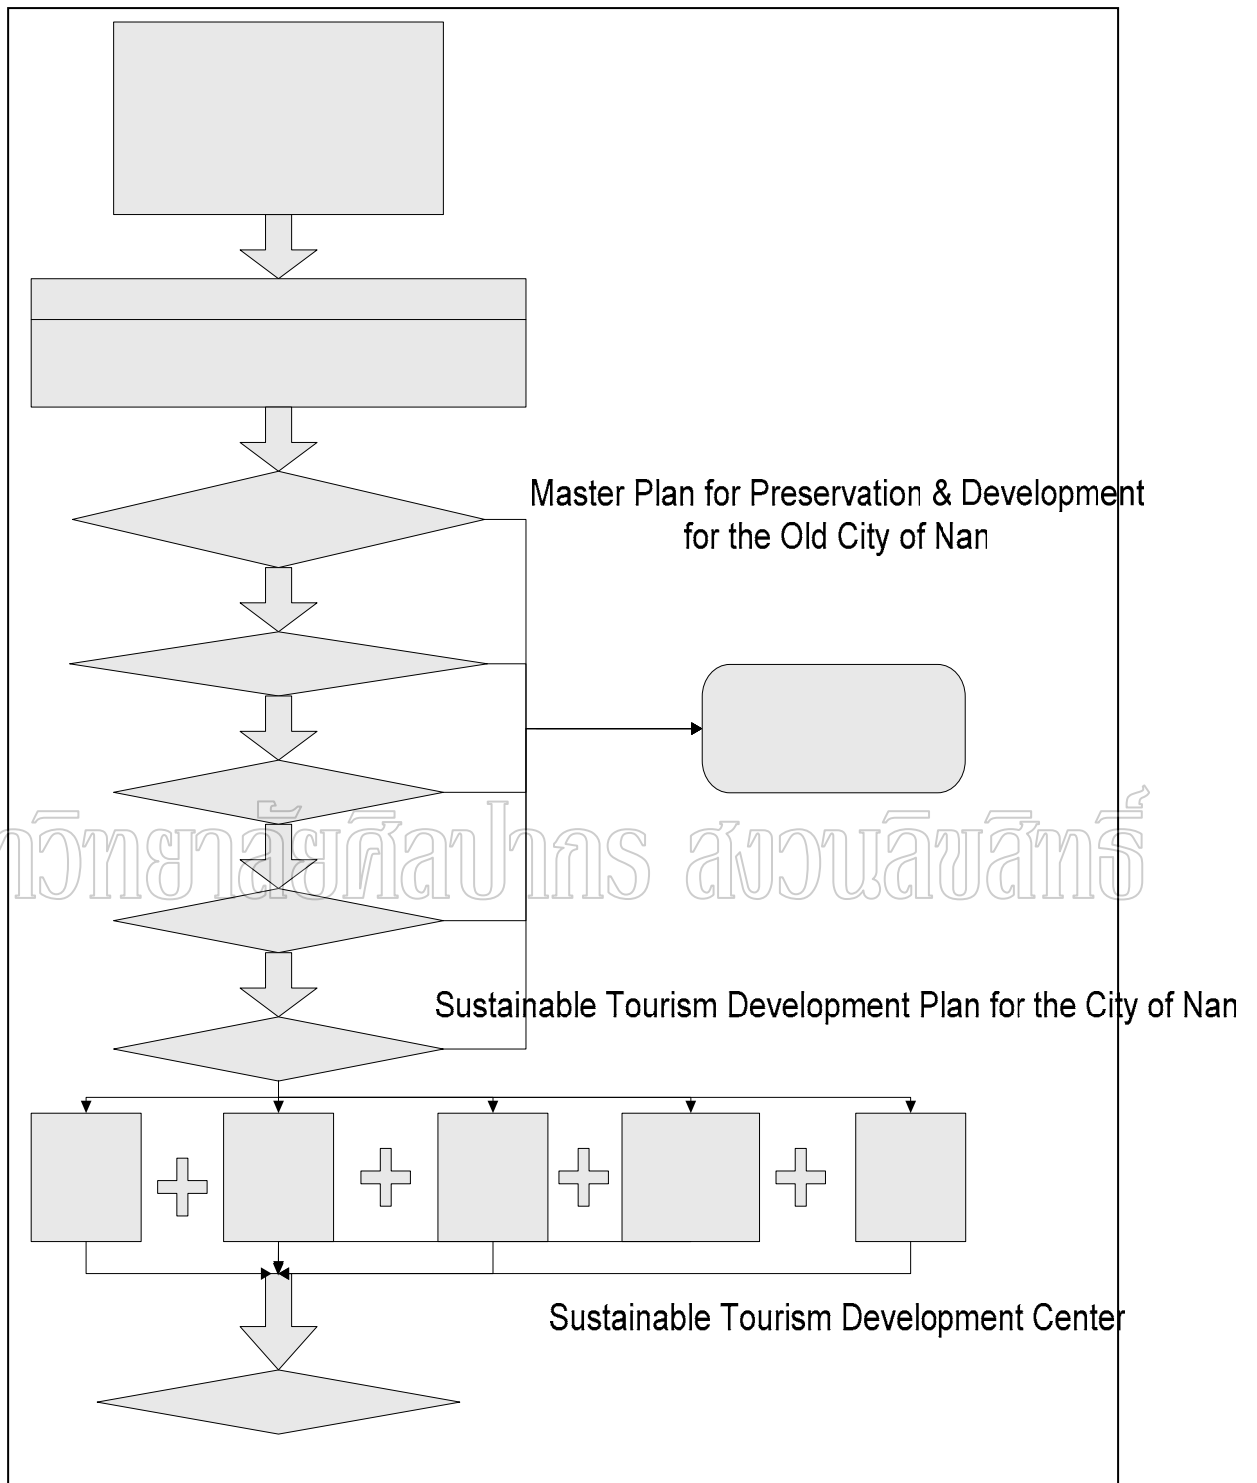 Master Plan for Preservation & Development
for the Old City of Nan
าวิทยาลัยศิลปากร สงวนลิขสิทธิ์
Sustainable Tourism Development Plan for the City of Nan
Sustainable Tourism Development Center